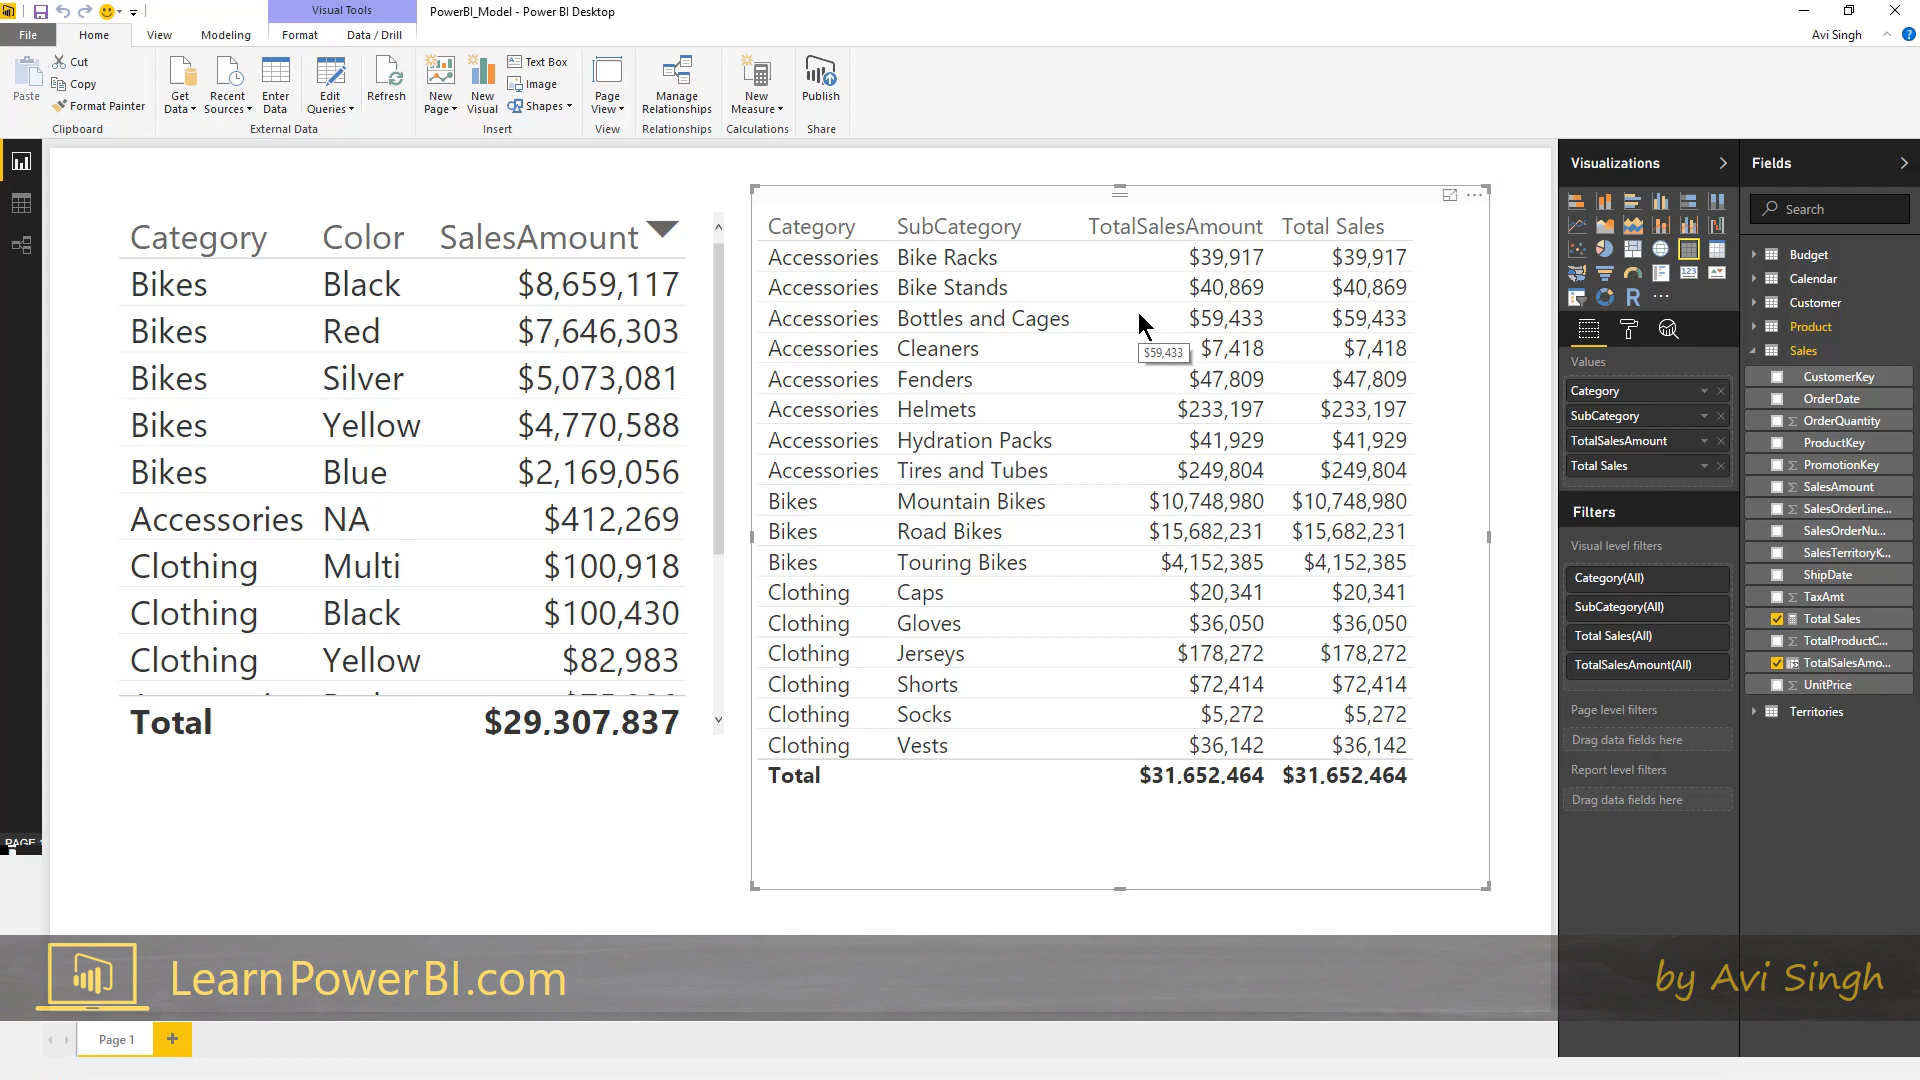 Visual Tools
PowerBI_Model - Power BI Desktop
File Home View Modeling Format Data / Drill Avi Singh
Paste
Cut
Copy
Format Painter
Get Data
Recent Sources
Enter Data
Edit Queries
Refresh
New Page
New Visual
Text Box
Image
Shapes
Page View
Manage Relationships
New Measure
Publish
Clipboard External Data Insert View Relationships Calculations Share
Category Color SalesAmount
Bikes Black $8,659,117
Bikes Red $7,646,303
Bikes Silver $5,073,081
Bikes Yellow $4,770,588
Bikes Blue $2,169,056
Accessories NA $412,269
Clothing Multi $100,918
Clothing Black $100,430
Clothing Yellow $82,983
Total $29,307,837
Category SubCategory TotalSalesAmount Total Sales
Accessories Bike Racks $39,917 $39,917
Accessories Bike Stands $40,869 $40,869
Accessories Bottles and Cages $59,433 $59,433
Accessories Cleaners $7,418 $7,418
$59,433
Accessories Fenders $47,809 $47,809
Accessories Helmets $233,197 $233,197
Accessories Hydration Packs $41,929 $41,929
Accessories Tires and Tubes $249,804 $249,804
Bikes Mountain Bikes $10,748,980 $10,748,980
Bikes Road Bikes $15,682,231 $15,682,231
Bikes Touring Bikes $4,152,385 $4,152,385
Clothing Caps $20,341 $20,341
Clothing Gloves $36,050 $36,050
Clothing Jerseys $178,272 $178,272
Clothing Shorts $72,414 $72,414
Clothing Socks $5,272 $5,272
Clothing Vests $36,142 $36,142
Total $31,652,464 $31,652,464
Visualizations
R
123
Values
Category
SubCategory
TotalSalesAmount
Total Sales
Filters
Visual level filters
Category(All)
SubCategory(All)
Total Sales(All)
TotalSalesAmount(All)
Page level filters
Drag data fields here
Report level filters
Drag data fields here
Fields
Search
Budget
Calendar
Customer
Product
Sales
CustomerKey
OrderDate
Σ OrderQuantity
ProductKey
Σ PromotionKey
Σ SalesAmount
Σ SalesOrderLine...
SalesOrderNu...
SalesTerritoryK...
ShipDate
Σ TaxAmt
Total Sales
Σ TotalProductC...
TotalSalesAmo...
Σ UnitPrice
Territories
PAGE 1
LearnPowerBI.com
by Avi Singh
Page 1 +